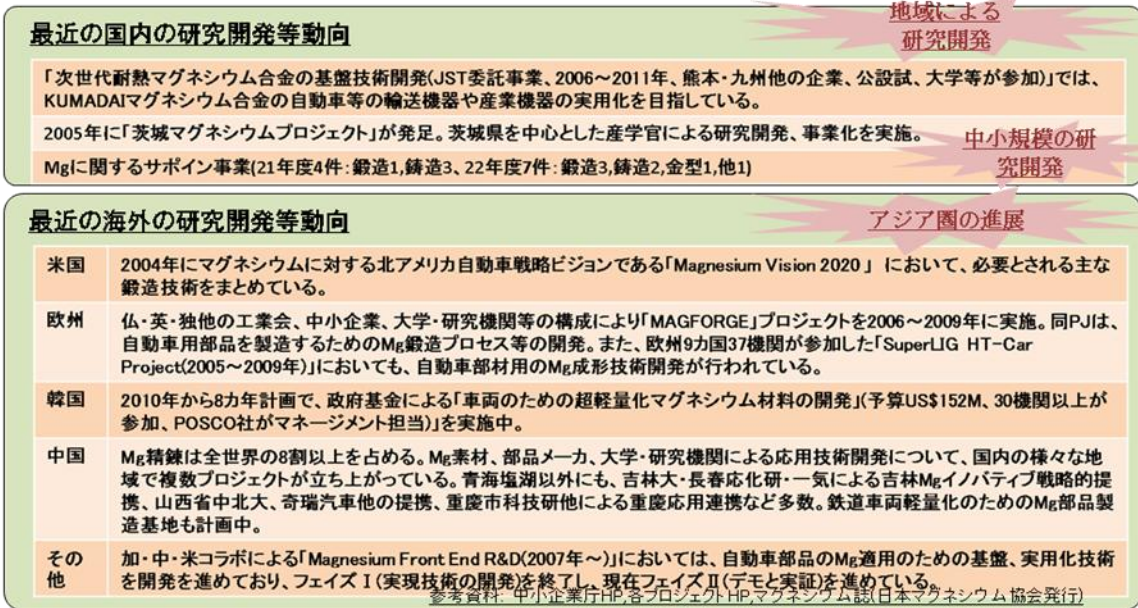 地域による
研究開発
最近の国内の研究開発等動向
「次世代耐熱マグネシウム合金の基盤技術開発(JST委託事業、2006～2011年、熊本・九州他の企業、公設試、大学等が参加)」では、
KUMADAIマグネシウム合金の自動車等の輸送機器や産業機器の実用化を目指している。
2005年に「茨城マグネシウムプロジェクト」が発足。茨城県を中心とした産学官による研究開発、事業化を実施。
中小規模の研
究開発
Mgに関するサポイン事業(21年度4件:鍛造1,鋳造3、22年度7件:鍛造3,鋳造2,金型1,他1)
最近の海外の研究開発等動向
アジア圏の進展
米国 2004年にマグネシウムに対する北アメリカ自動車戦略ビジョンである「Magnesium Vision 2020 」 において、必要とされる主な
鍛造技術をまとめている。
欧州 仏・英・独他の工業会、中小企業、大学・研究機関等の構成により「MAGFORGE」プロジェクトを2006～2009年に実施。同PJは、
自動車用部品を製造するためのMg鍛造プロセス等の開発。また、欧州9カ国37機関が参加した「SuperLIG HT-Car
Project(2005～2009年)」においても、自動車部材用のMg成形技術開発が行われている。
韓国 2010年から8カ年計画で、政府基金による「車両のための超軽量化マグネシウム材料の開発」(予算US$152M、30機関以上が
参加、POSCO社がマネージメント担当)」を実施中。
中国 Mg精錬は全世界の8割以上を占める。Mg素材、部品メーカ、大学・研究機関による応用技術開発について、国内の様々な地
域で複数プロジェクトが立ち上がっている。青海塩湖以外にも、吉林大・長春応化研・一気による吉林Mgイノバティブ戦略的提
携、山西省中北大、奇瑞汽車他の提携、重慶市科技研他による重慶応用連携など多数。鉄道車両軽量化のためのMg部品製
造基地も計画中。
その
他 加・中・米コラボによる「Magnesium Front End R&D(2007年～)」においては、自動車部品のMg適用のための基盤、実用化技術
を開発を進めており、フェイズⅠ(実現技術の開発)を終了し、現在フェイズⅡ(デモと実証)を進めている。
参考資料: 中小企業庁HP,各プロジェクトHP,マグネシウム誌(日本マグネシウム協会発行)